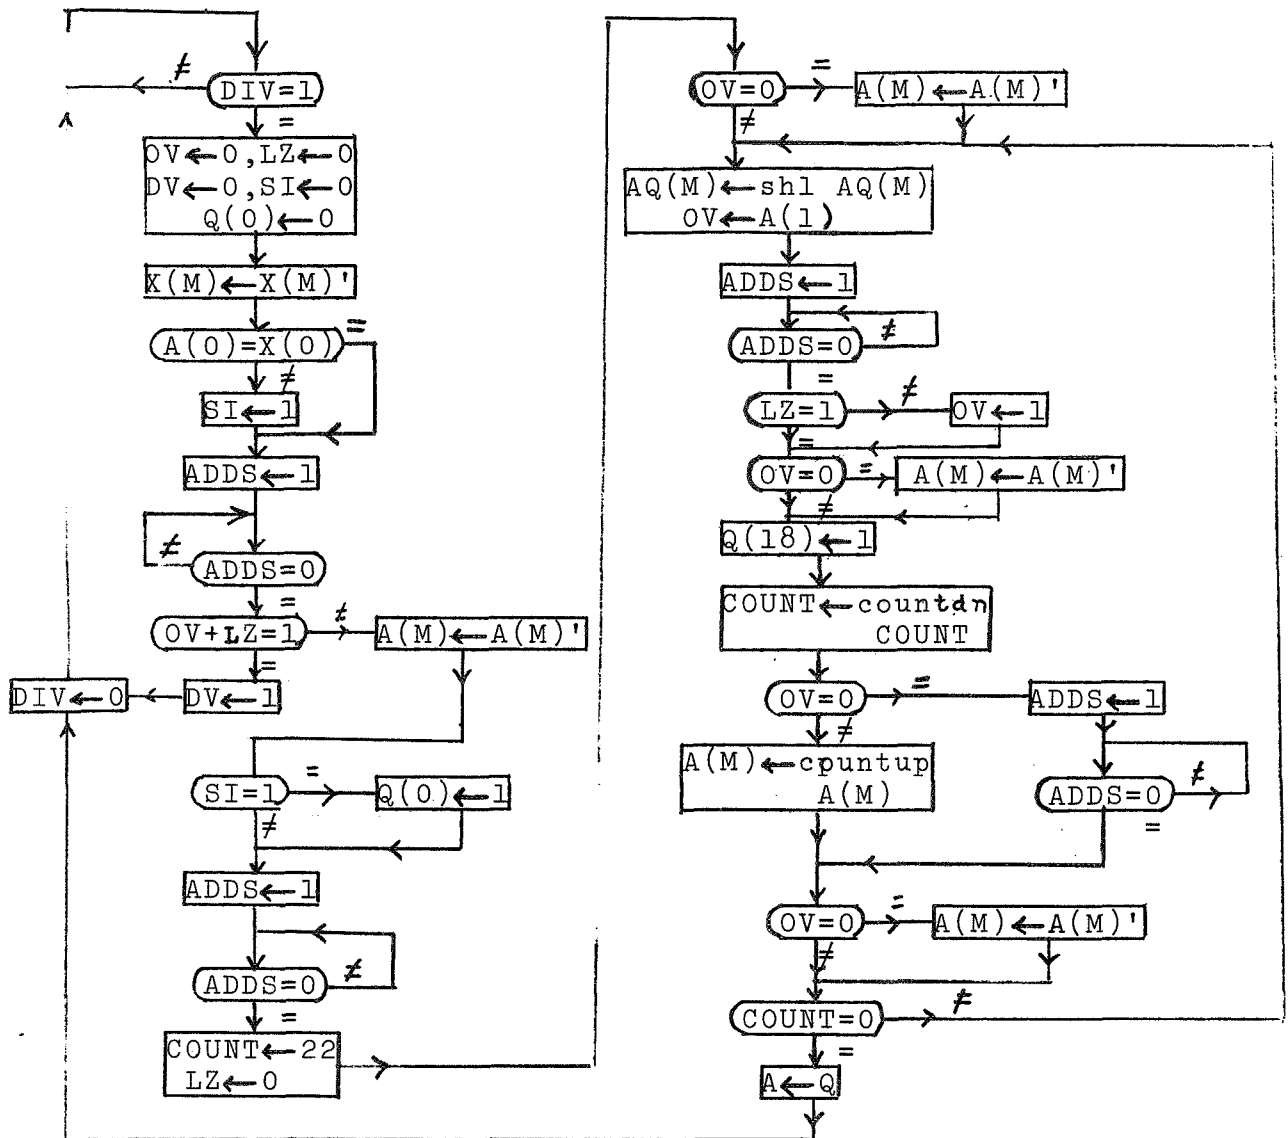 ≠
DIV=1
=
OV←0,LZ←0
DV←0,SI←0
Q(0)←0
X(M)←X(M)'
A(0)=X(0)
=
≠
SI←1
ADDS←1
≠
ADDS=0
=
OV+LZ=1
≠
A(M)←A(M)'
=
DIV←0
DV←1
SI=1
=
Q(0)←1
≠
ADDS←1
ADDS=0
≠
=
COUNT←22
LZ←0
OV=0
=
A(M)←A(M)'
≠
AQ(M)←shl AQ(M)
OV←A(1)
ADDS←1
ADDS=0
≠
=
LZ=1
≠
OV←1
=
OV=0
=
A(M)←A(M)'
≠
Q(18)←1
COUNT←countdn
COUNT
OV=0
=
ADDS←1
≠
A(M)←cpuntup
A(M)
ADDS=0
≠
=
OV=0
=
A(M)←A(M)'
≠
COUNT=0
≠
=
A←Q